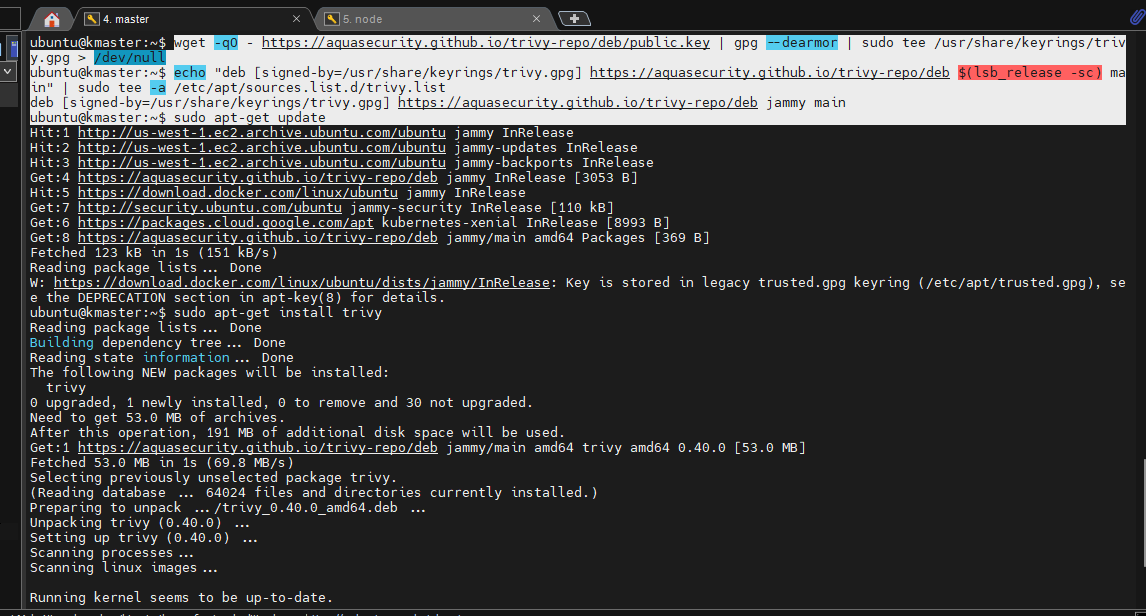 4. master
5. node
ubuntu@kmaster:~$ wget -qO - https://aquasecurity.github.io/trivy-repo/deb/public.key | gpg --dearmor | sudo tee /usr/share/keyrings/triv
y.gpg > /dev/null
ubuntu@kmaster:~$ echo "deb [signed-by=/usr/share/keyrings/trivy.gpg] https://aquasecurity.github.io/trivy-repo/deb $(lsb_release -sc) ma
in" | sudo tee -a /etc/apt/sources.list.d/trivy.list
deb [signed-by=/usr/share/keyrings/trivy.gpg] https://aquasecurity.github.io/trivy-repo/deb jammy main
ubuntu@kmaster:~$ sudo apt-get update
Hit:1 http://us-west-1.ec2.archive.ubuntu.com/ubuntu jammy InRelease
Hit:2 http://us-west-1.ec2.archive.ubuntu.com/ubuntu jammy-updates InRelease
Hit:3 http://us-west-1.ec2.archive.ubuntu.com/ubuntu jammy-backports InRelease
Get:4 https://aquasecurity.github.io/trivy-repo/deb jammy InRelease [3053 B]
Hit:5 https://download.docker.com/linux/ubuntu jammy InRelease
Get:7 http://security.ubuntu.com/ubuntu jammy-security InRelease [110 kB]
Get:6 https://packages.cloud.google.com/apt kubernetes-xenial InRelease [8993 B]
Get:8 https://aquasecurity.github.io/trivy-repo/deb jammy/main amd64 Packages [369 B]
Fetched 123 kB in 1s (151 kB/s)
Reading package lists... Done
W: https://download.docker.com/linux/ubuntu/dists/jammy/InRelease: Key is stored in legacy trusted.gpg keyring (/etc/apt/trusted.gpg), se
e the DEPRECATION section in apt-key(8) for details.
ubuntu@kmaster:~$ sudo apt-get install trivy
Reading package lists... Done
Building dependency tree... Done
Reading state information... Done
The following NEW packages will be installed:
  trivy
0 upgraded, 1 newly installed, 0 to remove and 30 not upgraded.
Need to get 53.0 MB of archives.
After this operation, 191 MB of additional disk space will be used.
Get:1 https://aquasecurity.github.io/trivy-repo/deb jammy/main amd64 trivy amd64 0.40.0 [53.0 MB]
Fetched 53.0 MB in 1s (69.8 MB/s)
Selecting previously unselected package trivy.
(Reading database ... 64024 files and directories currently installed.)
Preparing to unpack .../trivy_0.40.0_amd64.deb ...
Unpacking trivy (0.40.0) ...
Setting up trivy (0.40.0) ...
Scanning processes...
Scanning linux images...
Running kernel seems to be up-to-date.